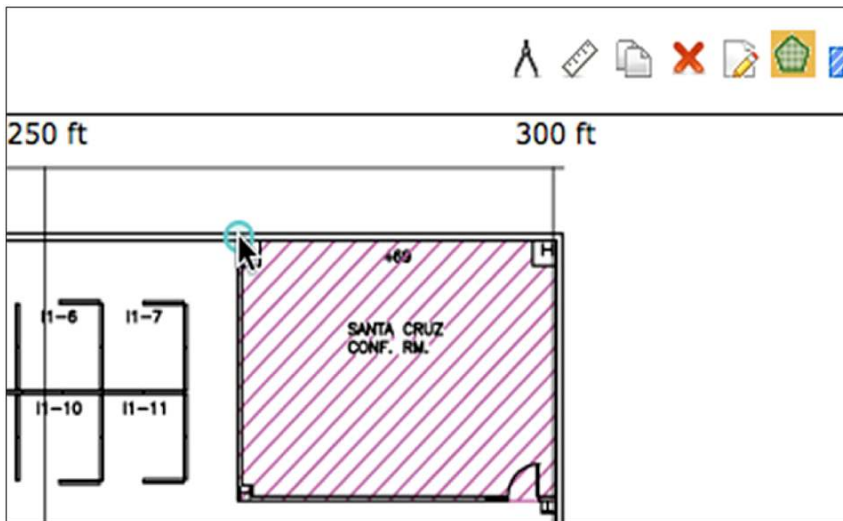 250 ft
300 ft
+69
SANTA CRUZ
CONF. RM.
I1-6
I1-7
I1-10
I1-11